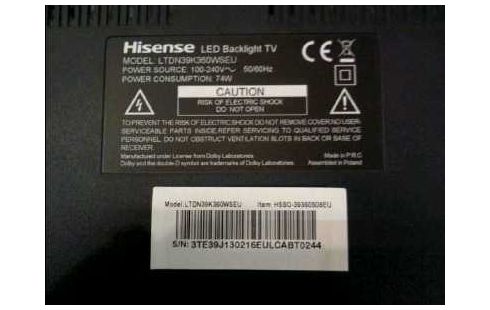 Hisense LED Backlight TV
MODEL: LTDN39K360WSEU
POWER SOURCE: 100-240V~ 50/60Hz
POWER CONSUMPTION: 74W
CAUTION
RISK OF ELECTRIC SHOCK
DO NOT OPEN
TO PREVENT THE RISK OF ELECTRIC SHOCK DO NOT REMOVE COVER.NO USER-
SERVICEABLE PARTS INSIDE.REFER SERVICING TO QUALIFIED SERVICE
PERSONNEL. DO NOT OBSTRUCT VENTILATION SLOTS IN BACK OR BASE OF
RECEIVER.
Manufactured under License from Dolby Laboratories. Made in P.R.C
Dolby and the double-D symbol are trademarks of Dolby Laboratories. Assembled in Poland
Model:LTDN39K360WSEU Item: HSSO-39360508EU
S/N: 3TE39J130216EULCABT0244